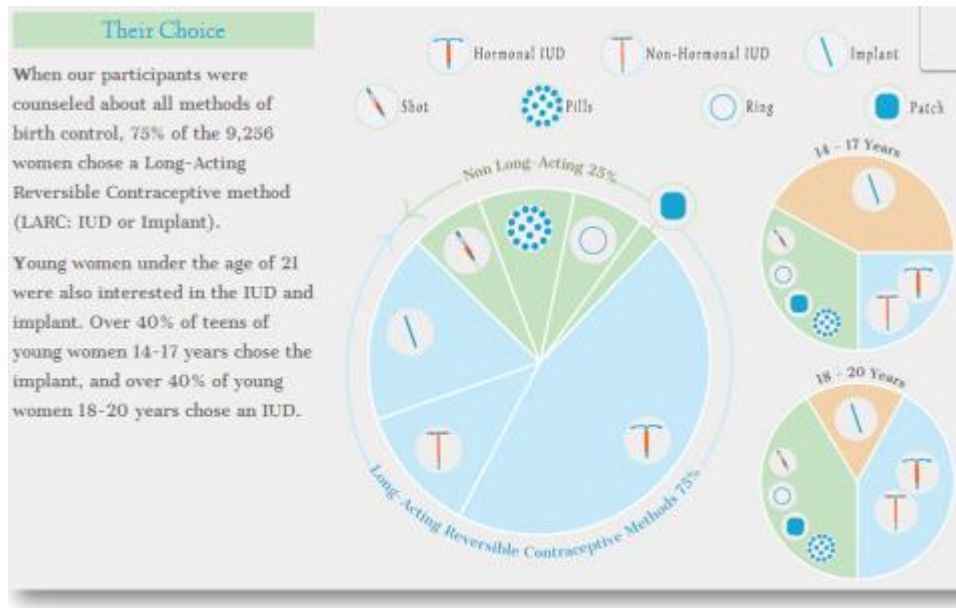 Their Choice
When our participants were
counseled about all methods of
birth control, 75% of the 9,256
women chose a Long-Acting
Reversible Contraceptive method
(LARC: IUD or Implant).
Young women under the age of 21
were also interested in the IUD and
implant. Over 40% of teens of
young women 14-17 years chose the
implant, and over 40% of young
women 18-20 years chose an IUD.
Hormonal IUD
Non-Hormonal IUD
Implant
Shot
Pills
Ring
Patch
Non Long-Acting 25%
Long-Acting Reversible Contraceptive Methods 75%
14 - 17 Years
18 - 20 Years